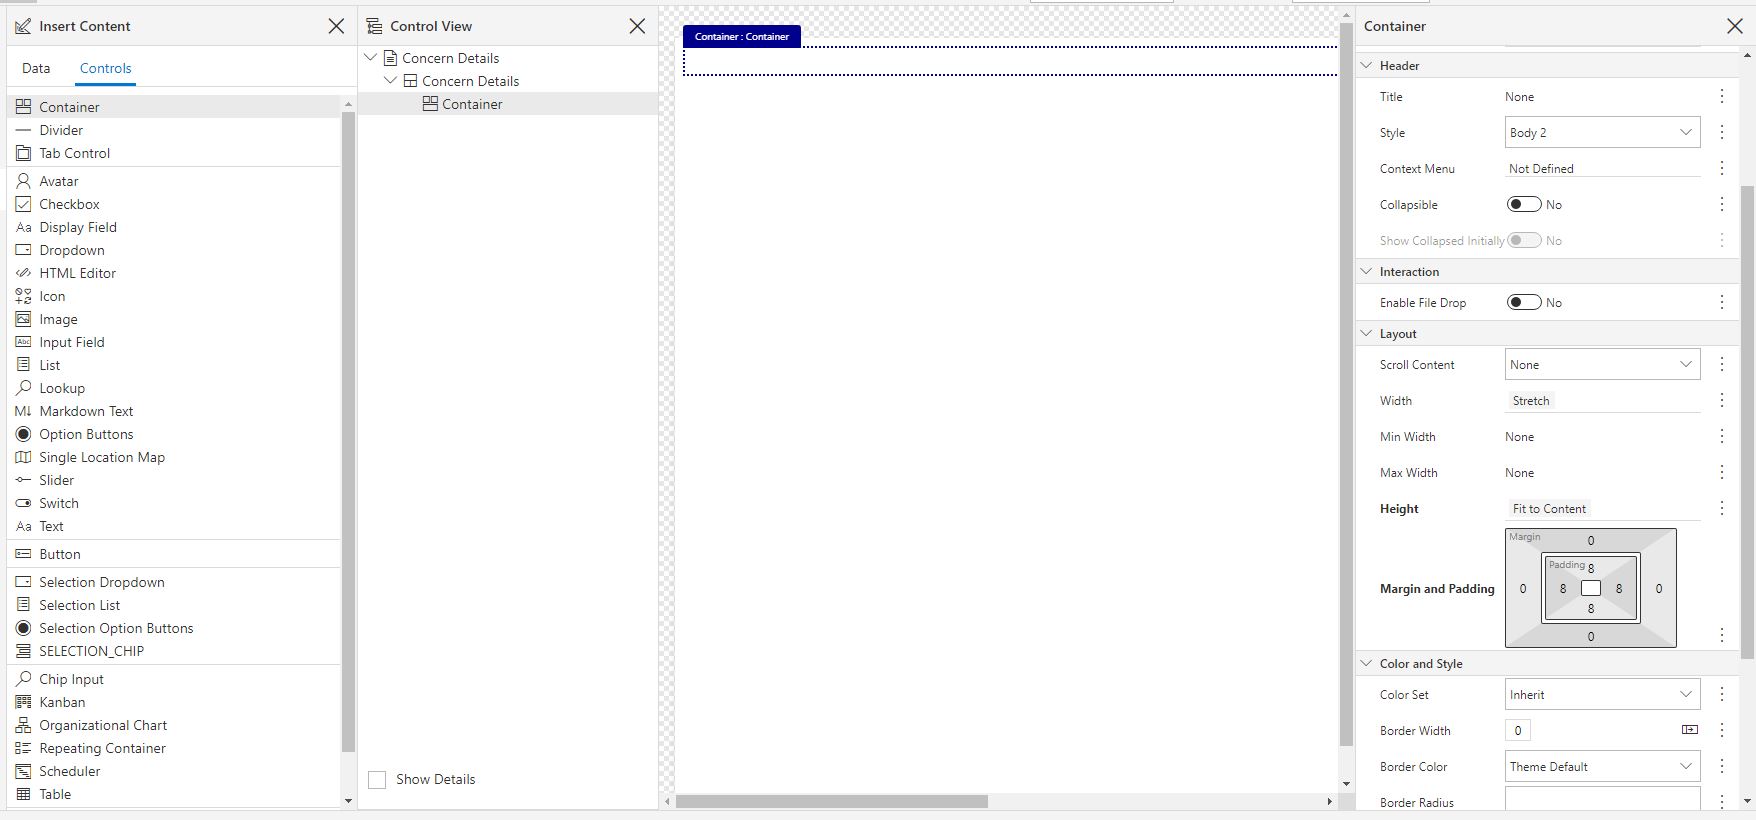 Insert Content
Data
Controls
Container
Divider
Tab Control
Avatar
Checkbox
Aa Display Field
Dropdown
HTML Editor
Icon
Image
Abc Input Field
List
Lookup
M↓ Markdown Text
Option Buttons
Single Location Map
Slider
Switch
Aa Text
Button
Selection Dropdown
Selection List
Selection Option Buttons
SELECTION_CHIP
Chip Input
Kanban
Organizational Chart
Repeating Container
Scheduler
Table
Control View
Concern Details
Concern Details
Container
Show Details
Container : Container
Container
Header
Title None
Style Body 2
Context Menu Not Defined
Collapsible No
Show Collapsed Initially No
Interaction
Enable File Drop No
Layout
Scroll Content None
Width Stretch
Min Width None
Max Width None
Height Fit to Content
Margin and Padding
Margin
0
Padding 8
0 8 8 0
8
0
Color and Style
Color Set Inherit
Border Width 0
Border Color Theme Default
Border Radius